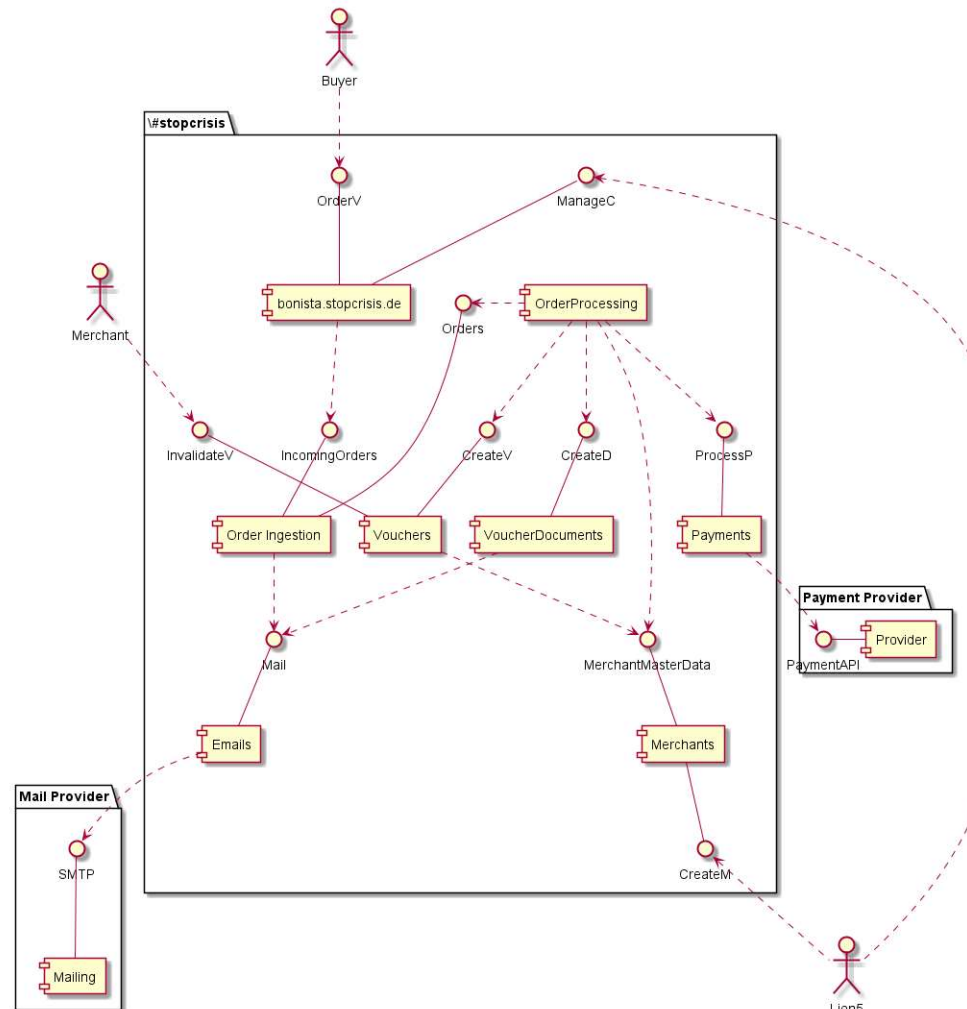 Buyer
\#stopcrisis
OrderV
ManageC
Merchant
bonista.stopcrisis.de
Orders
OrderProcessing
InvalidateV
IncomingOrders
CreateV
CreateD
ProcessP
Order Ingestion
Vouchers
VoucherDocuments
Payments
Payment Provider
Provider
PaymentAPI
Mail
MerchantMasterData
Emails
Merchants
Mail Provider
SMTP
CreateM
Mailing
Lion5